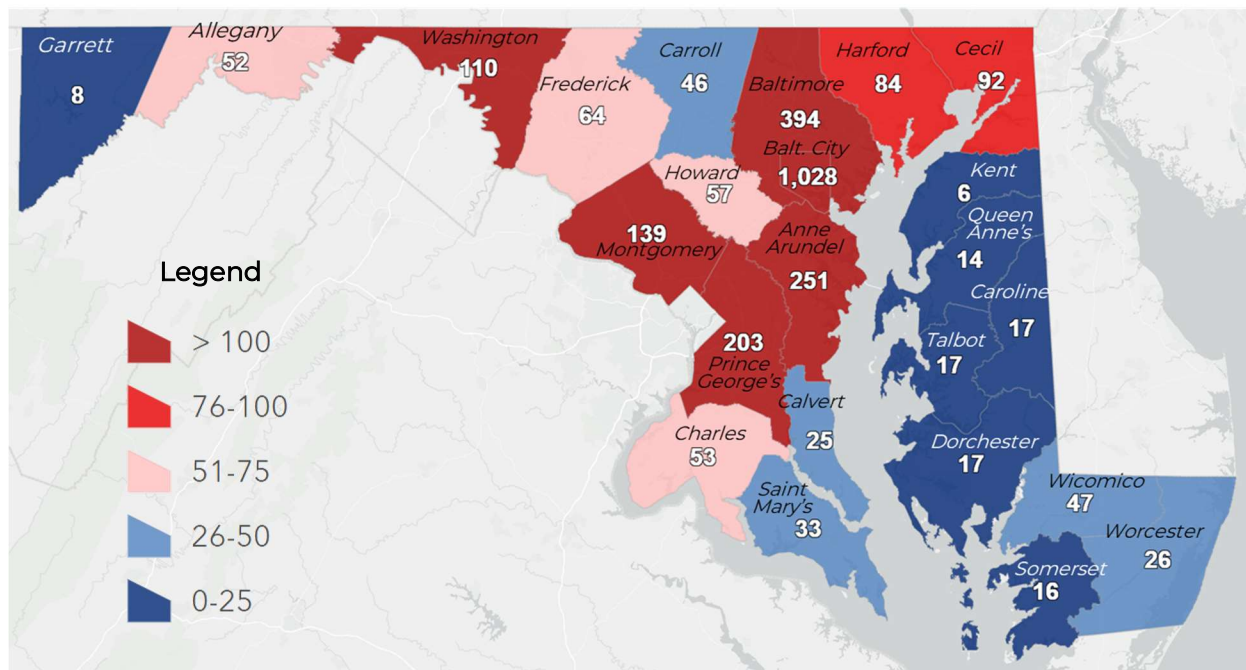 Garrett
8
Allegany
52
Washington
110
Frederick
64
Carroll
46
Baltimore
394
Balt. City
1,028
Harford
84
Cecil
92
Howard
57
Montgomery
139
Anne
Arundel
251
Kent
6
Queen
Anne's
14
Caroline
17
Talbot
17
Prince
George's
203
Calvert
25
Charles
53
Saint
Mary's
33
Dorchester
17
Wicomico
47
Worcester
26
Somerset
16
Legend
> 100
76-100
51-75
26-50
0-25